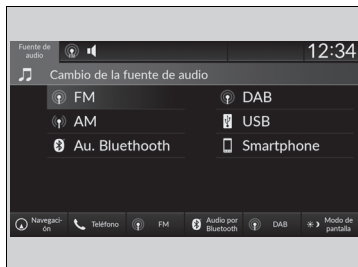 Fuente de
audio
12:34
Cambio de la fuente de audio
FM
DAB
AM
USB
Au. Bluethooth
Smartphone
Navegaci-
ón
Teléfono
FM
Audio por
Bluetooth
DAB
Modo de
pantalla